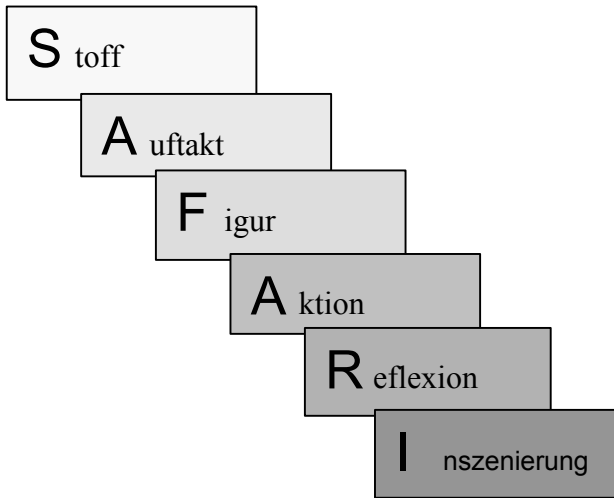 S toff
A uftakt
F igur
A ktion
R eflexion
I nszenierung